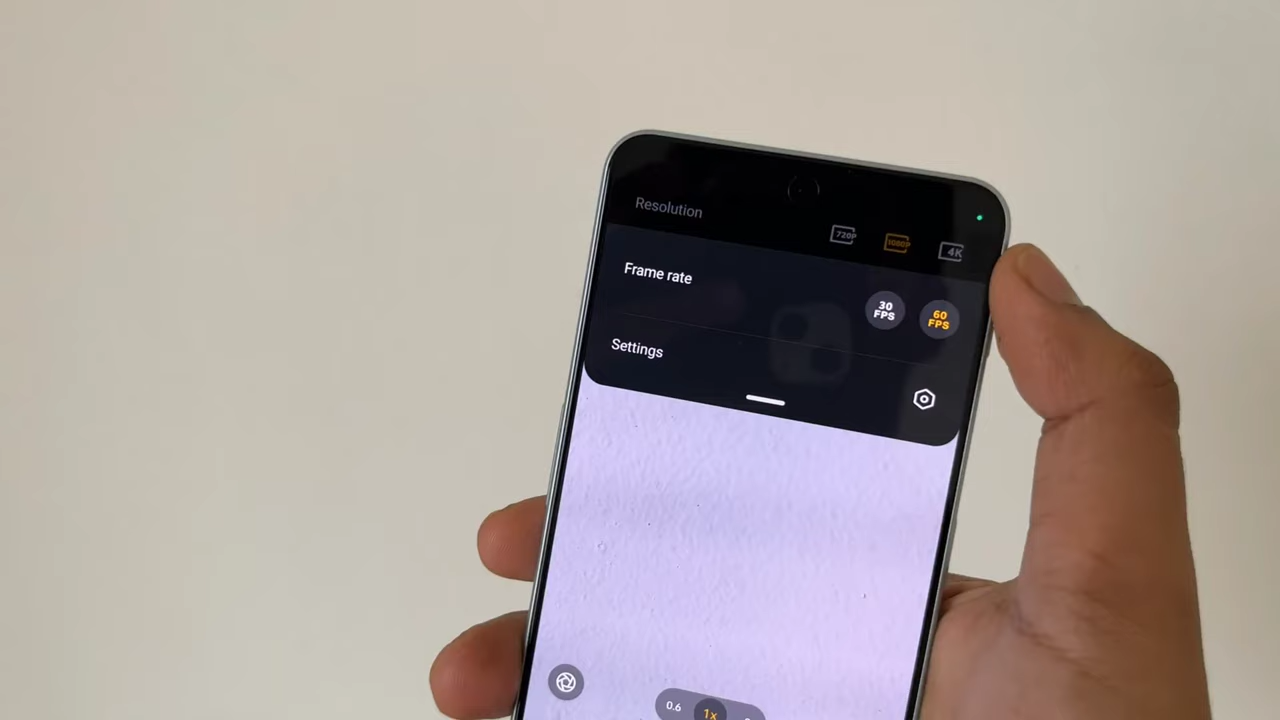 Resolution
720P
1080P
4K
Frame rate
30
FPS
60
FPS
Settings
0.6
1x